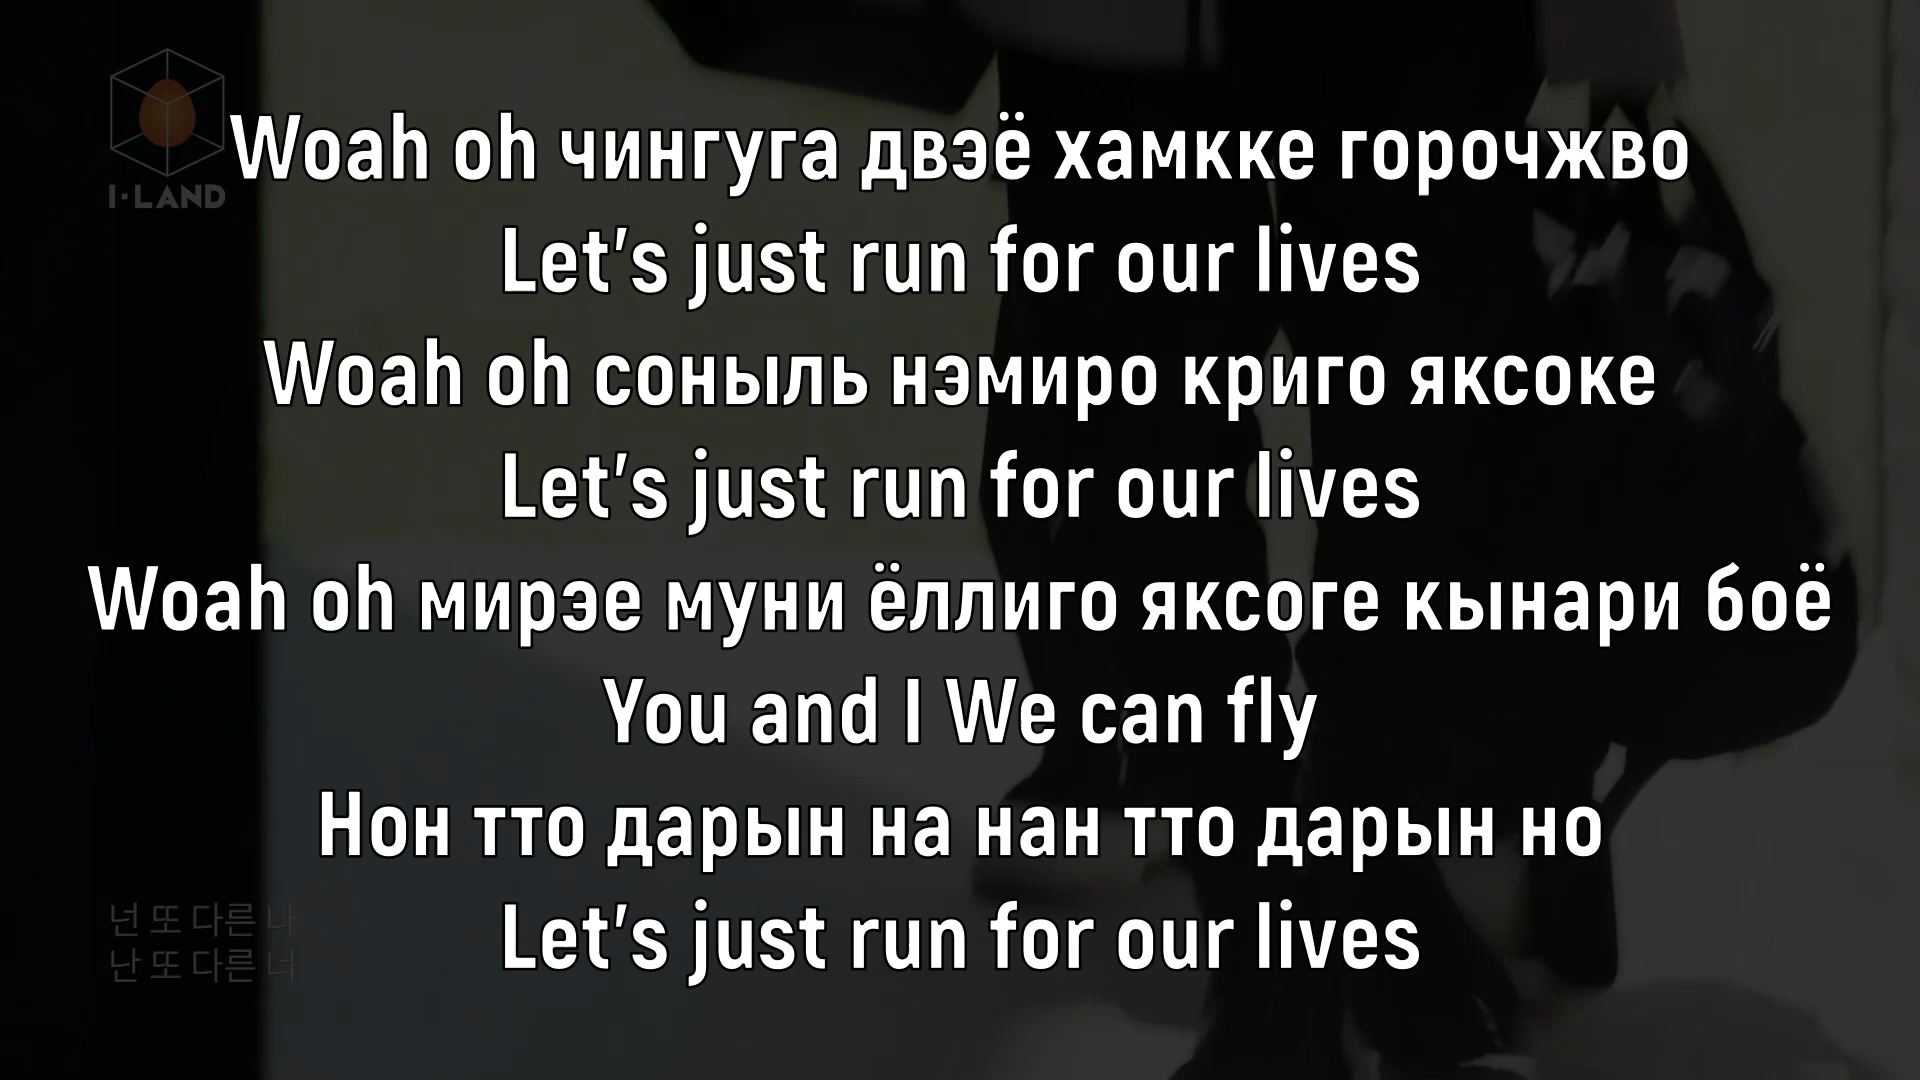 I·LAND
Woah oh чингуга двэё хамкке горочжво
Let's just run for our lives
Woah oh соныль нэмиро криго яксоке
Let's just run for our lives
Woah oh мирэе муни ёллиго яксоге кынари боё
You and I We can fly
Нон тто дарын на нан тто дарын но
Let's just run for our lives
넌 또 다른 나
난 또 다른 너